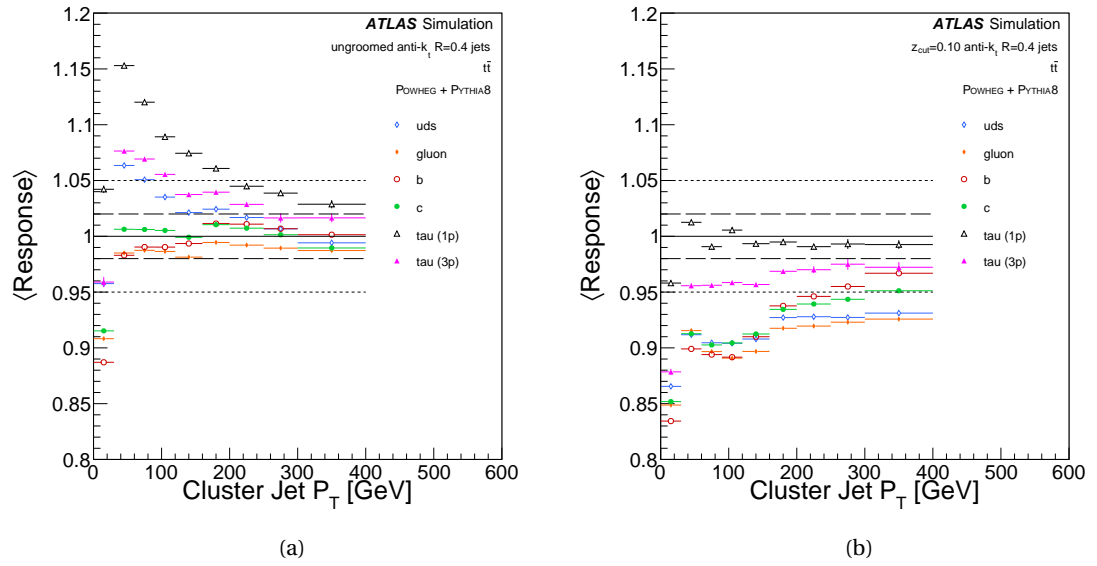 1.2
ATLAS Simulation
ungroomed anti-k_t R=0.4 jets
tt̄
POWHEG + PYTHIA8
uds
gluon
b
c
tau (1p)
tau (3p)
1.15
1.1
1.05
1
0.95
0.9
0.85
0.8
⟨Response⟩
0 100 200 300 400 500 600
Cluster Jet P_T [GeV]
(a)
1.2
ATLAS Simulation
z_cut=0.10 anti-k_t R=0.4 jets
tt̄
POWHEG + PYTHIA8
uds
gluon
b
c
tau (1p)
tau (3p)
1.15
1.1
1.05
1
0.95
0.9
0.85
0.8
⟨Response⟩
0 100 200 300 400 500 600
Cluster Jet P_T [GeV]
(b)